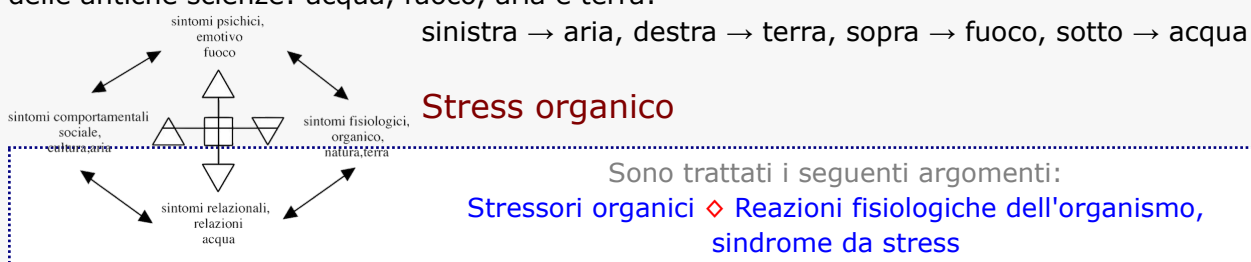 delle antiche scienze: acqua, fuoco, aria e terra.
sinistra → aria, destra → terra, sopra → fuoco, sotto → acqua
sintomi psichici,
emotivo
fuoco
sintomi comportamentali
sociale,
cultura,aria
sintomi fisiologici,
organico,
natura,terra
sintomi relazionali,
relazioni
acqua
Stress organico
Sono trattati i seguenti argomenti:
Stressori organici ◇ Reazioni fisiologiche dell'organismo,
sindrome da stress